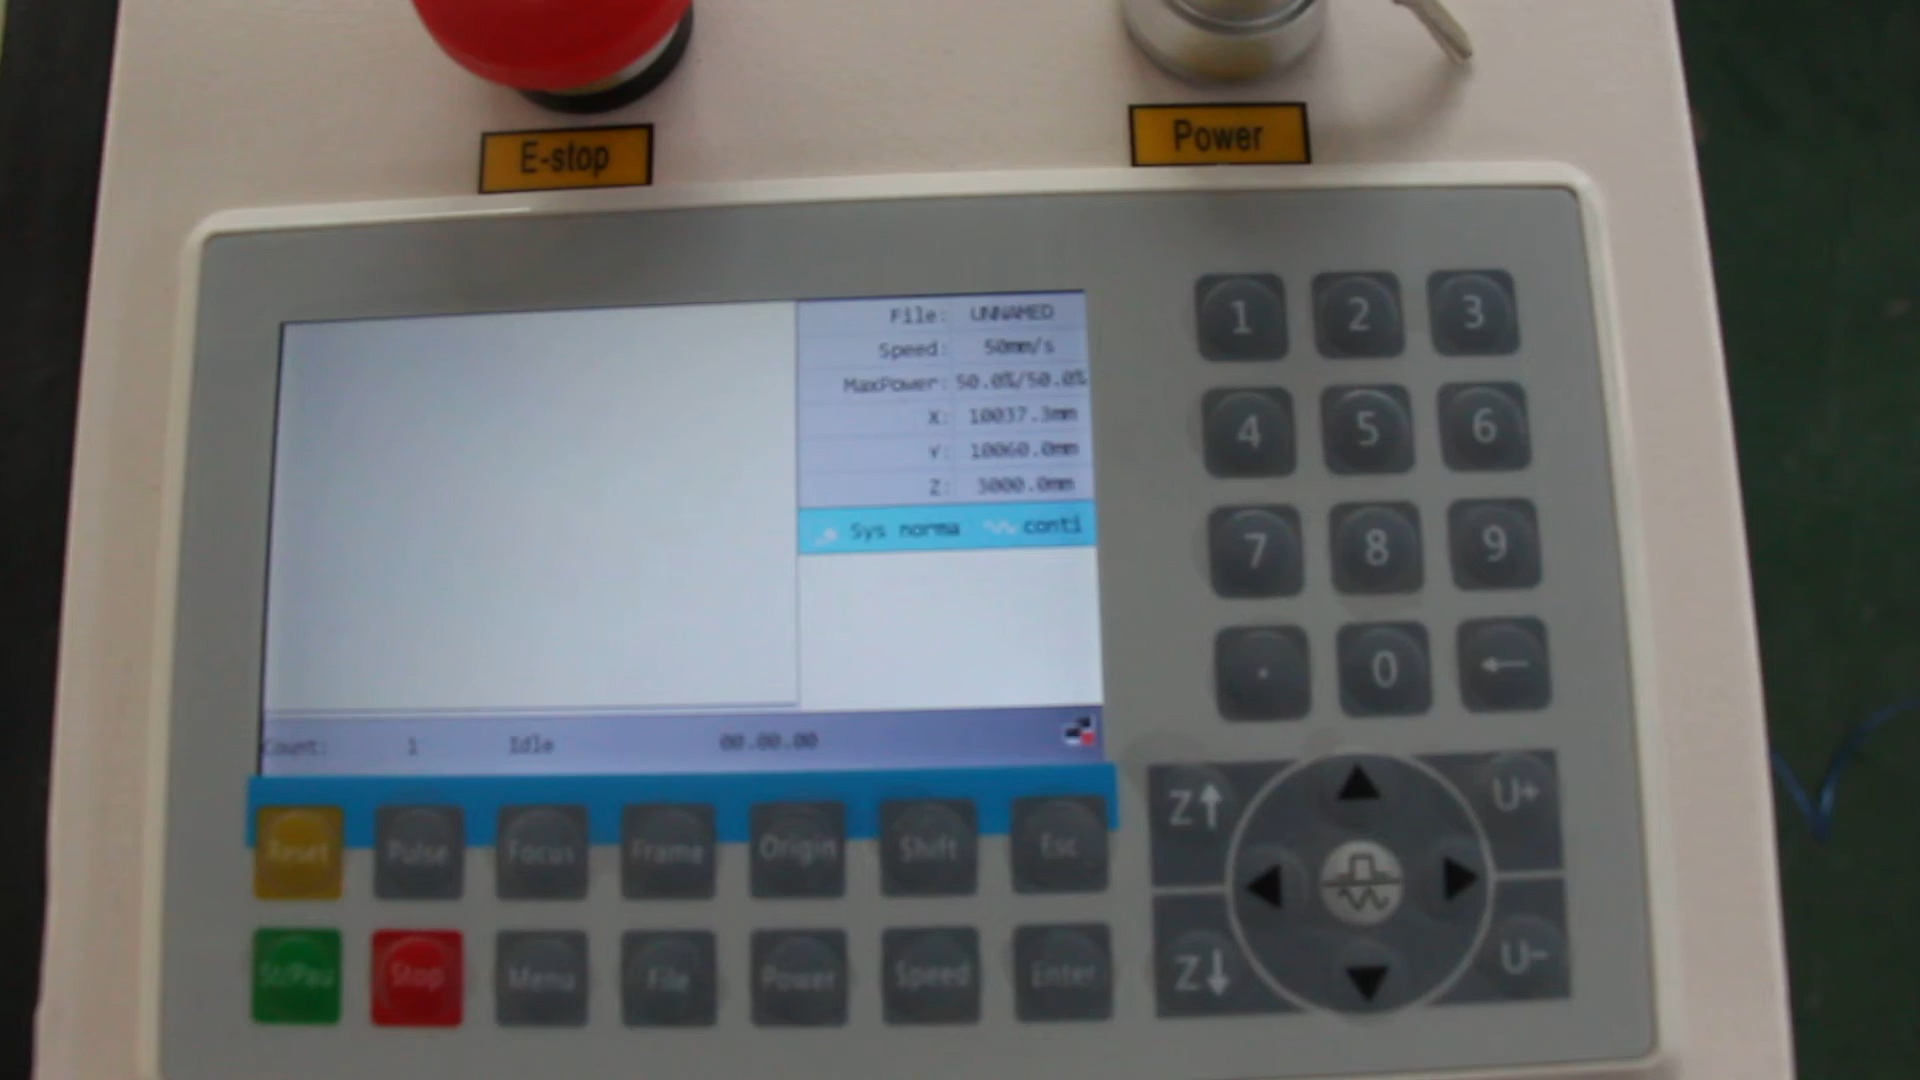 E-stop
Power
File: UNNAMED
Speed: 50mm/s
MaxPower: 50.0%/50.0%
X: 10037.3mm
Y: 10060.0mm
Z: 3000.0mm
Sys norma conti
Count: 1 Idle 00.00.00
1 2 3
4 5 6
7 8 9
. 0 ←
Reset Pulse Focus Frame Origin Shift Esc
St/Pau Stop Menu File Power Speed Enter
Z↑ U+
Z↓ U-